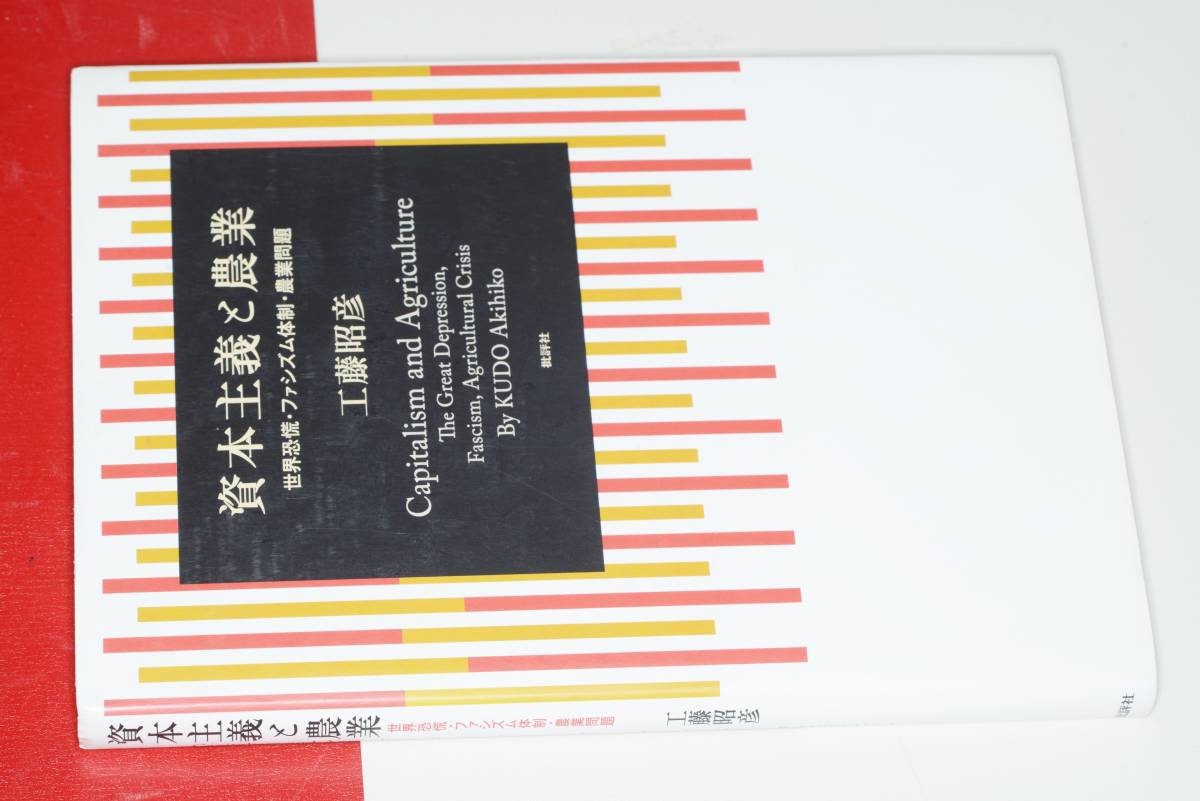 資本主義と農業
世界恐慌・ファシズム体制・農業問題
工藤昭彦
Capitalism and Agriculture
The Great Depression,
Fascism, Agricultural Crisis
By KUDO Akihiko
批評社
資本主義と農業
世界恐慌・ファシズム体制・農業問題
工藤昭彦
批評社